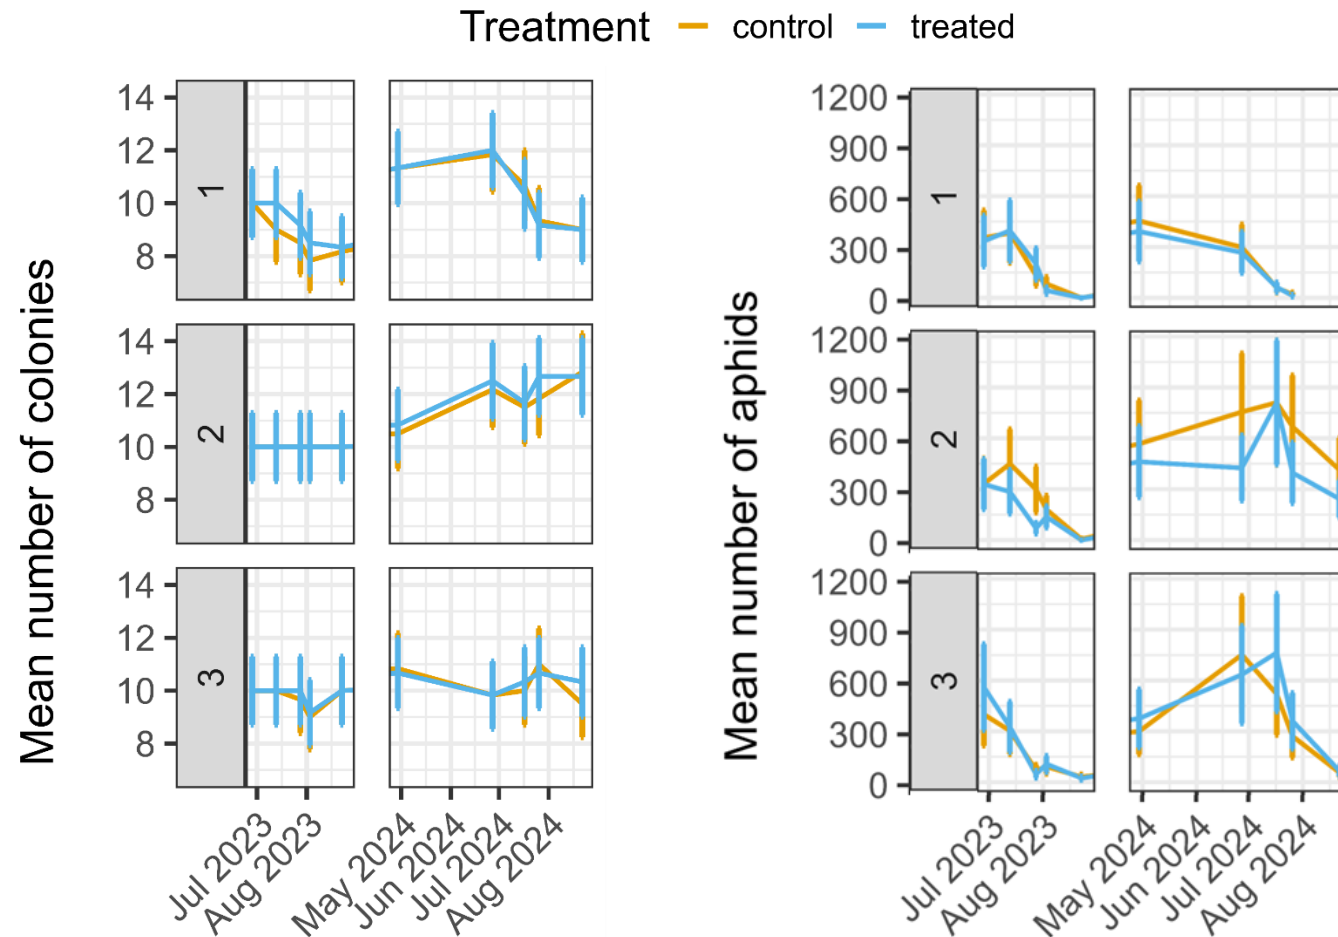 Treatment control treated
Mean number of colonies
14
12
10
8
1
14
12
10
8
2
14
12
10
8
3
Jul 2023
Aug 2023
May 2024
Jun 2024
Jul 2024
Aug 2024
Mean number of aphids
1200
900
600
300
0
1
1200
900
600
300
0
2
1200
900
600
300
0
3
Jul 2023
Aug 2023
May 2024
Jun 2024
Jul 2024
Aug 2024